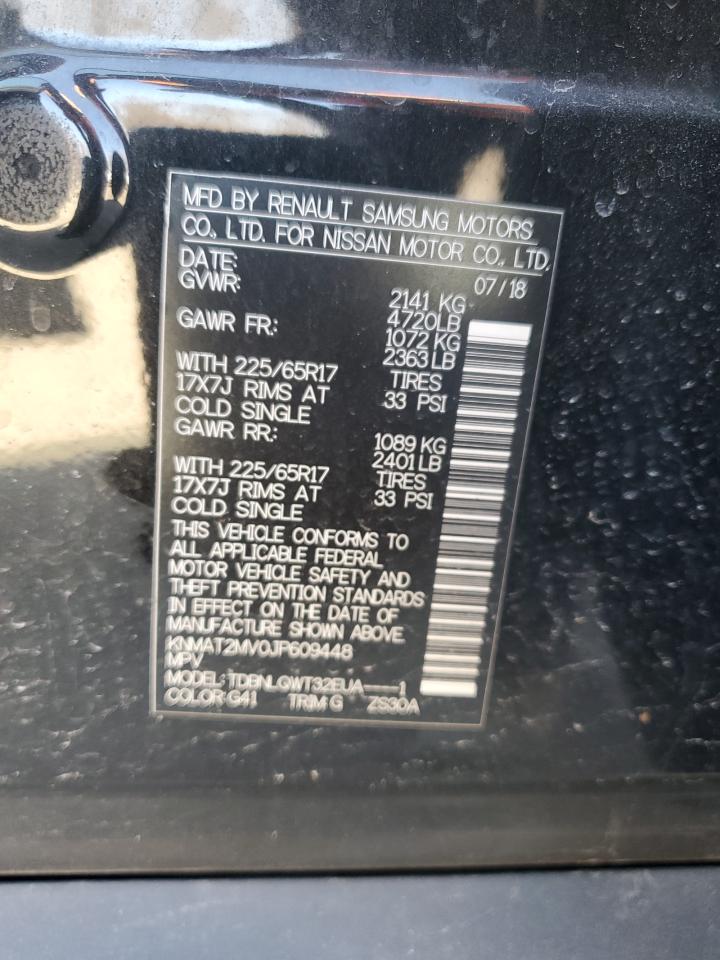 MFD BY RENAULT SAMSUNG MOTORS
CO., LTD. FOR NISSAN MOTOR CO., LTD.
DATE: 07/18
GVWR: 2141 KG
4720LB
GAWR FR.: 1072 KG
2363LB
WITH 225/65R17 TIRES
17X7J RIMS AT 33 PSI
COLD SINGLE
GAWR RR.: 1089 KG
2401LB
WITH 225/65R17 TIRES
17X7J RIMS AT 33 PSI
COLD SINGLE
THIS VEHICLE CONFORMS TO
ALL APPLICABLE FEDERAL
MOTOR VEHICLE SAFETY AND
THEFT PREVENTION STANDARDS
IN EFFECT ON THE DATE OF
MANUFACTURE SHOWN ABOVE.
KNMAT2MV0JP609448
MPV
MODEL: TDBNLGWT32EUA----1
COLOR: G41 TRIM G ZS30A